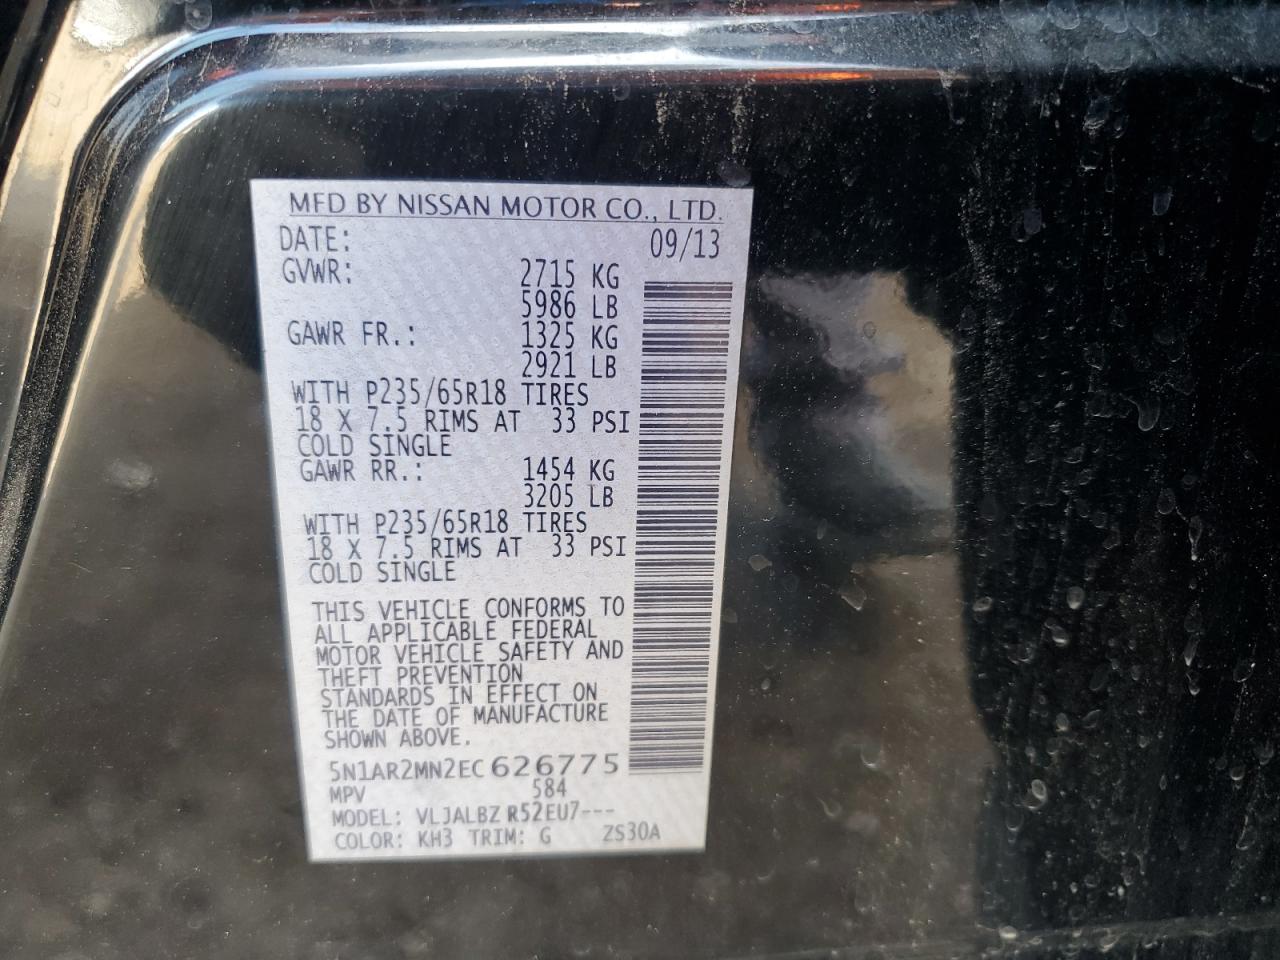 MFD BY NISSAN MOTOR CO., LTD.
DATE: 09/13
GVWR: 2715 KG
5986 LB
GAWR FR.: 1325 KG
2921 LB
WITH P235/65R18 TIRES
18 X 7.5 RIMS AT 33 PSI
COLD SINGLE
GAWR RR.: 1454 KG
3205 LB
WITH P235/65R18 TIRES
18 X 7.5 RIMS AT 33 PSI
COLD SINGLE
THIS VEHICLE CONFORMS TO
ALL APPLICABLE FEDERAL
MOTOR VEHICLE SAFETY AND
THEFT PREVENTION
STANDARDS IN EFFECT ON
THE DATE OF MANUFACTURE
SHOWN ABOVE.
5N1AR2MN2EC626775
MPV 584
MODEL: VLJALBZ R52EU7---
COLOR: KH3 TRIM: G ZS30A